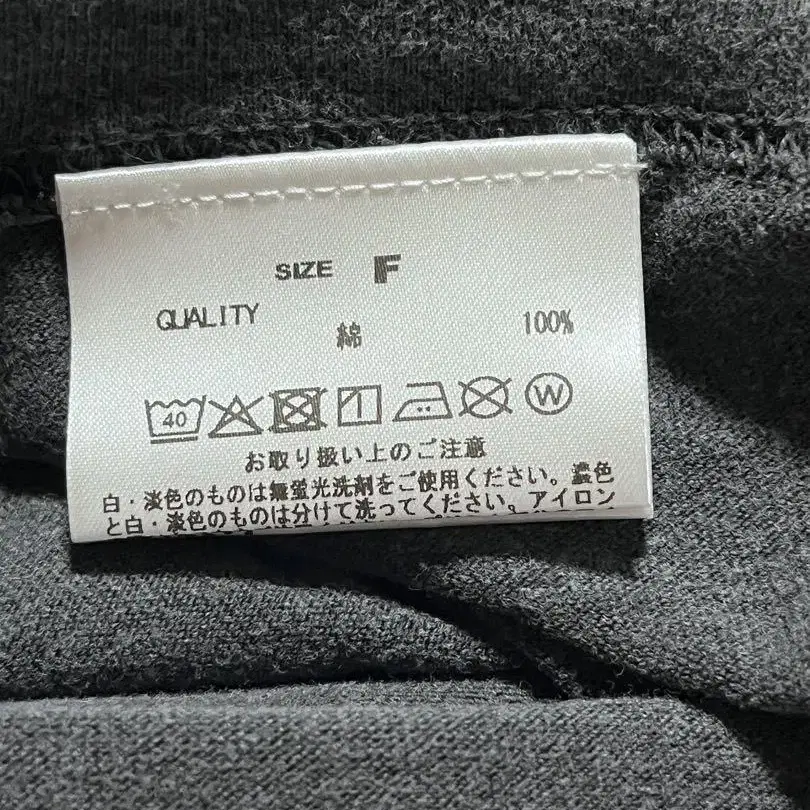 SIZE F
QUALITY
綿 100%
40 W
お取り扱い上のご注意
白・淡色のものは無蛍光洗剤をご使用ください。濃色
と白・淡色のものは分けて洗ってください。アイロン